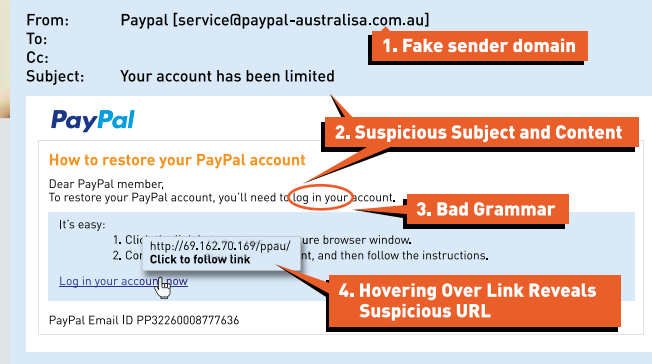 From: Paypal [service@paypal-australisa.com.au]
To:
1. Fake sender domain
Cc:
Subject: Your account has been limited
PayPal
2. Suspicious Subject and Content
How to restore your PayPal account
Dear PayPal member,
To restore your PayPal account, you'll need to log in your account.
3. Bad Grammar
It's easy:
1. ure browser window.
2. nt, and then follow the instructions.
http://69.162.70.169/ppau/
Click to follow link
Log in your account now
4. Hovering Over Link Reveals
Suspicious URL
PayPal Email ID PP32260008777636